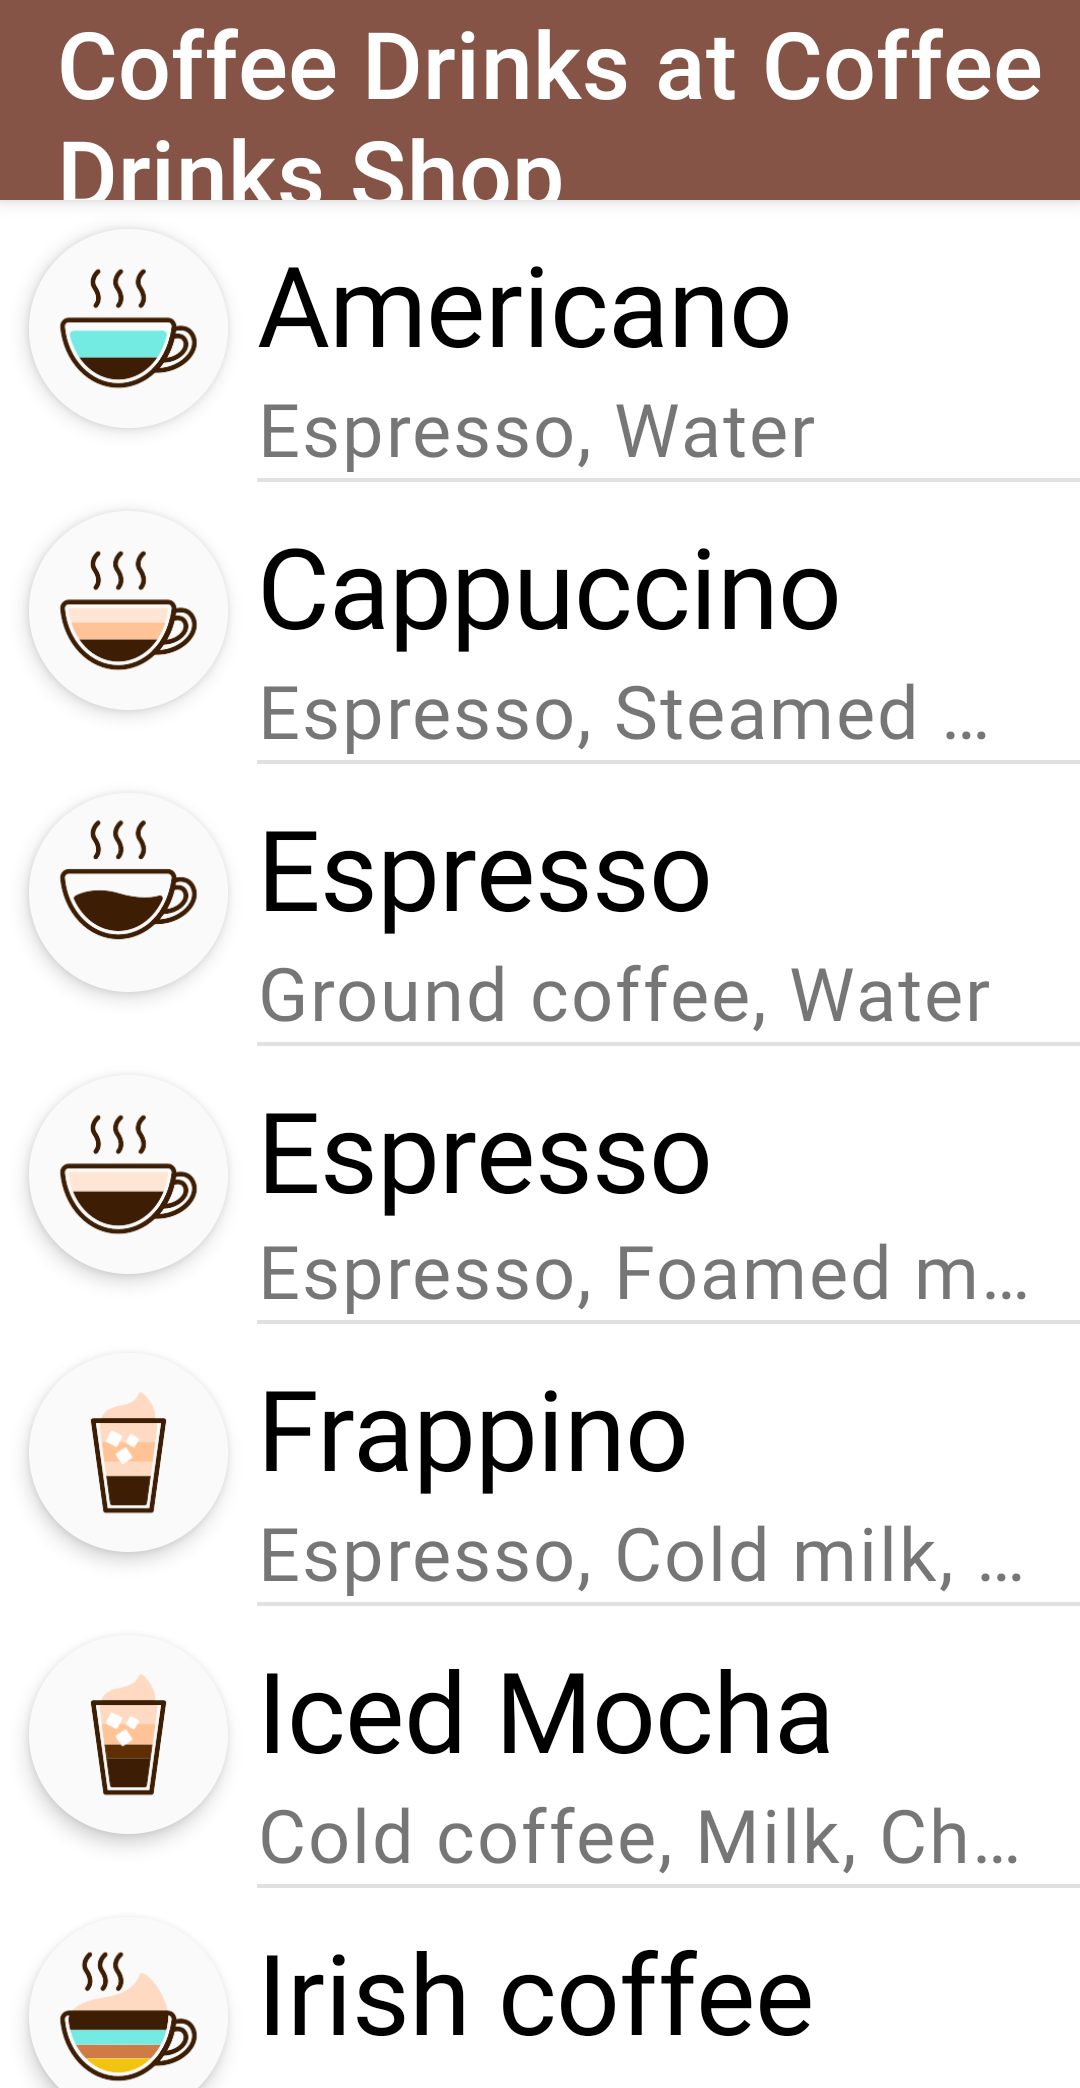 Coffee Drinks at Coffee
Drinks Shop
Americano
Espresso, Water
Cappuccino
Espresso, Steamed ...
Espresso
Ground coffee, Water
Espresso
Espresso, Foamed m...
Frappino
Espresso, Cold milk, ...
Iced Mocha
Cold coffee, Milk, Ch...
Irish coffee